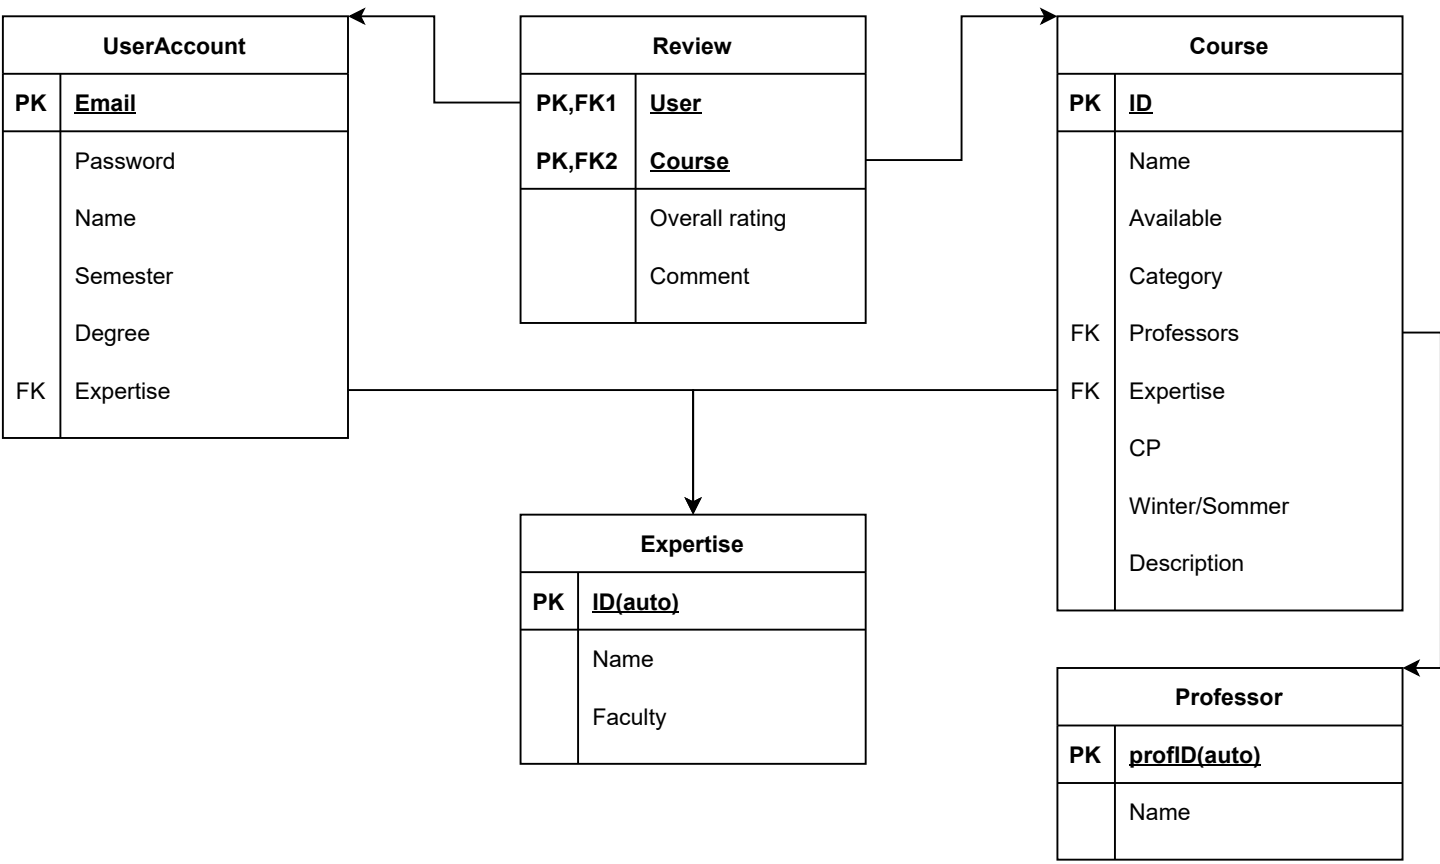 UserAccount
PK Email
Password
Name
Semester
Degree
FK Expertise
Review
PK,FK1 User
PK,FK2 Course
Overall rating
Comment
Course
PK ID
Name
Available
Category
FK Professors
FK Expertise
CP
Winter/Sommer
Description
Expertise
PK ID(auto)
Name
Faculty
Professor
PK profID(auto)
Name